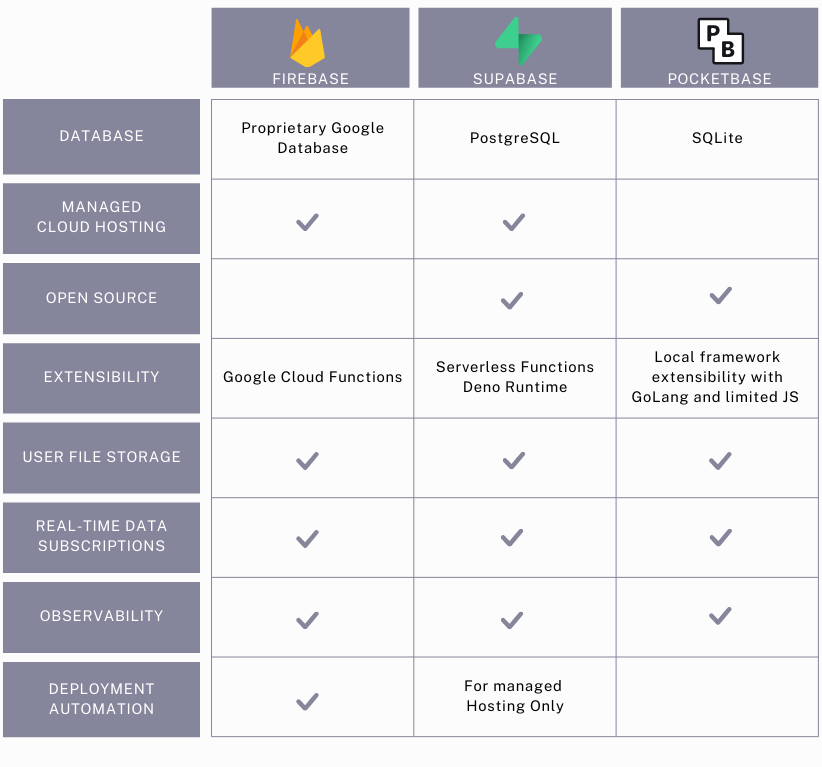 P
B
FIREBASE
SUPABASE
POCKETBASE
DATABASE
Proprietary Google
Database
PostgreSQL
SQLite
MANAGED
CLOUD HOSTING
OPEN SOURCE
EXTENSIBILITY
Google Cloud Functions
Serverless Functions
Deno Runtime
Local framework
extensibility with
GoLang and limited JS
USER FILE STORAGE
REAL-TIME DATA
SUBSCRIPTIONS
OBSERVABILITY
DEPLOYMENT
AUTOMATION
For managed
Hosting Only